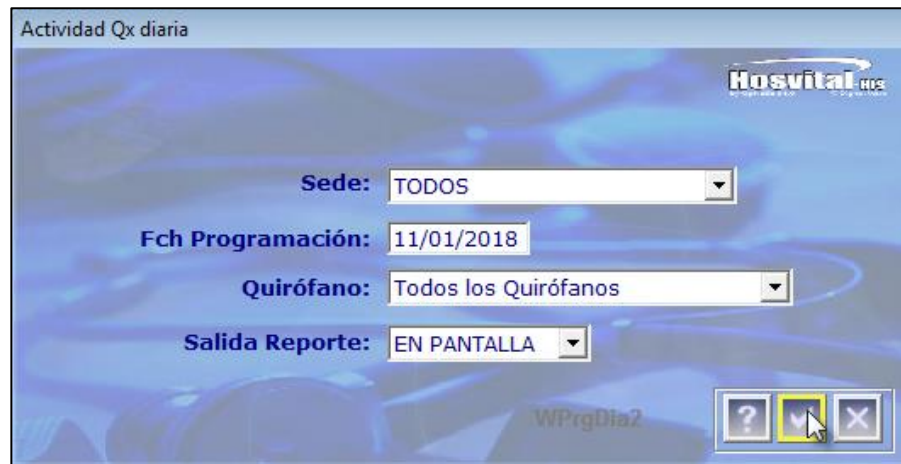 Actividad Qx diaria
Hosvital-HIS
Sede: TODOS
Fch Programación: 11/01/2018
Quirófano: Todos los Quirófanos
Salida Reporte: EN PANTALLA
WPrgDia2
?